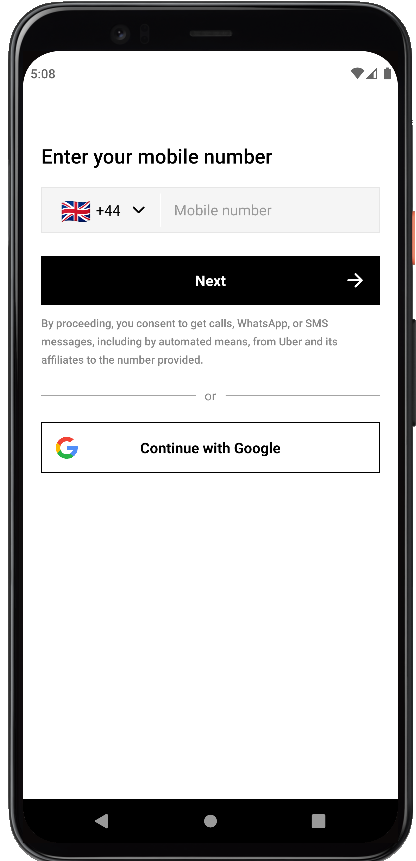 5:08
Enter your mobile number
+44 Mobile number
Next
By proceeding, you consent to get calls, WhatsApp, or SMS
messages, including by automated means, from Uber and its
affiliates to the number provided.
or
Continue with Google